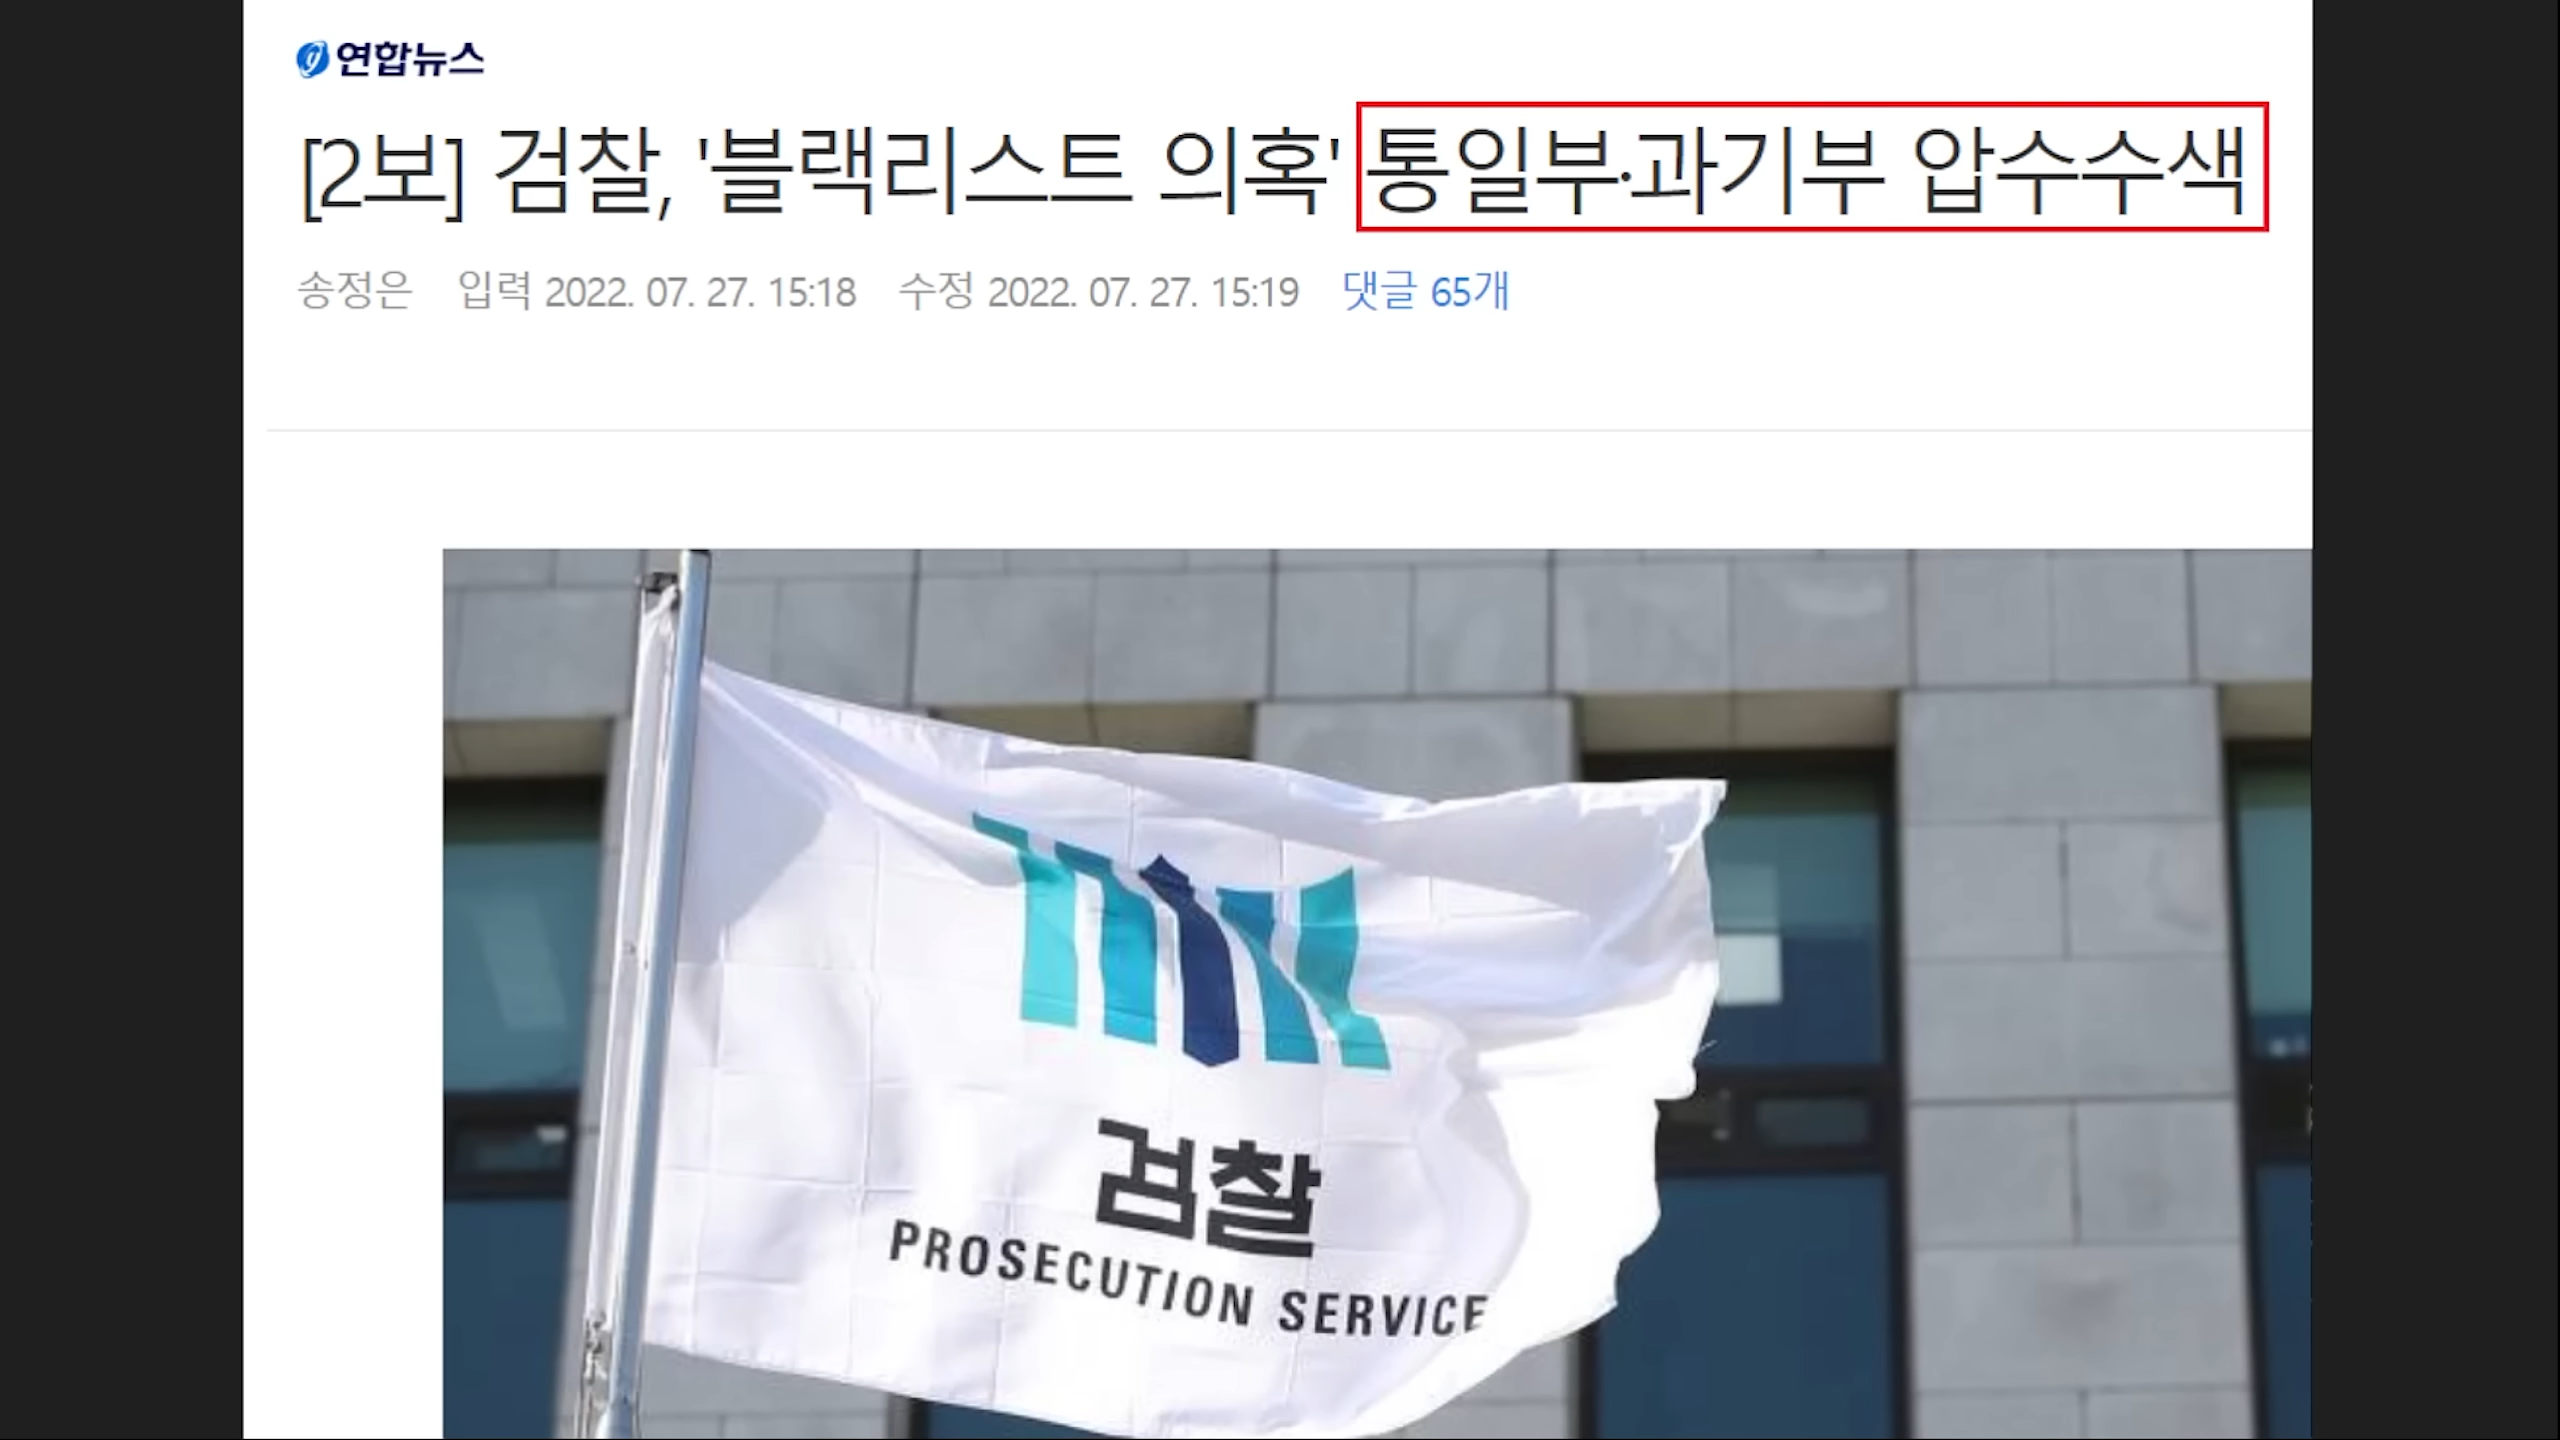 연합뉴스
[2보] 검찰, '블랙리스트 의혹' 통일부·과기부 압수수색
송정은 입력 2022. 07. 27. 15:18 수정 2022. 07. 27. 15:19 댓글 65개
검찰
PROSECUTION SERVICE